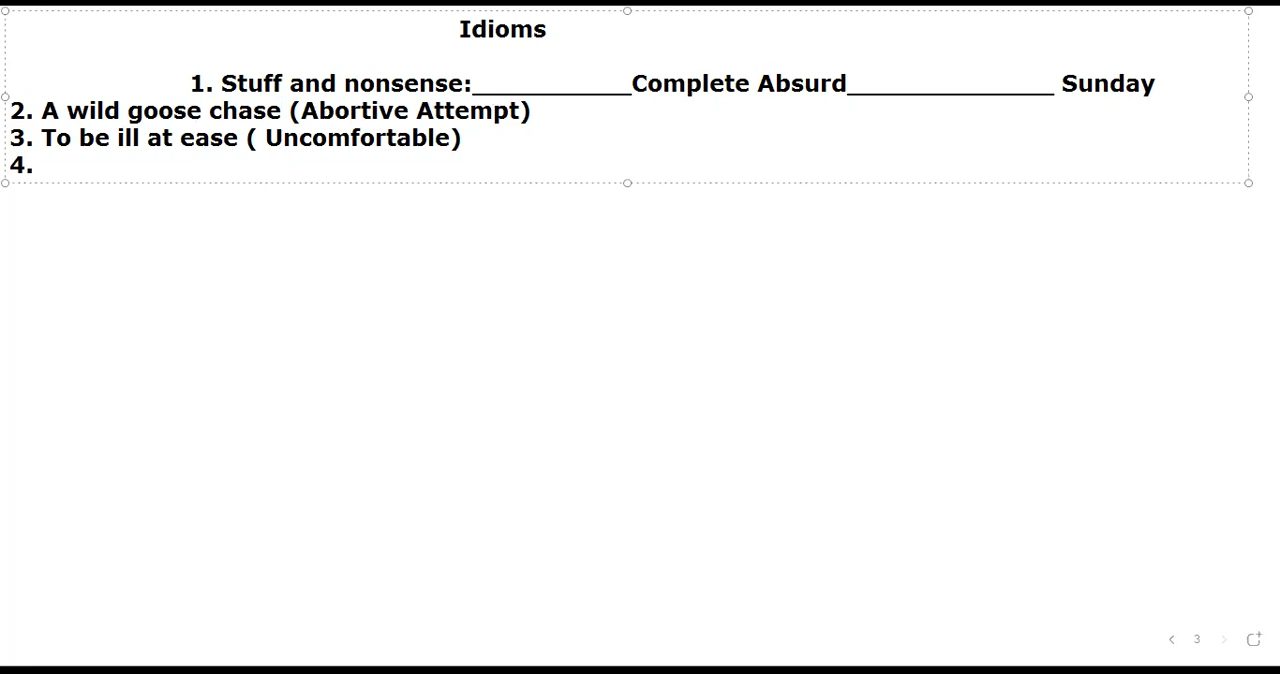 Idioms
1. Stuff and nonsense:____________Complete Absurd________________ Sunday
2. A wild goose chase (Abortive Attempt)
3. To be ill at ease ( Uncomfortable)
4.
< 3 >